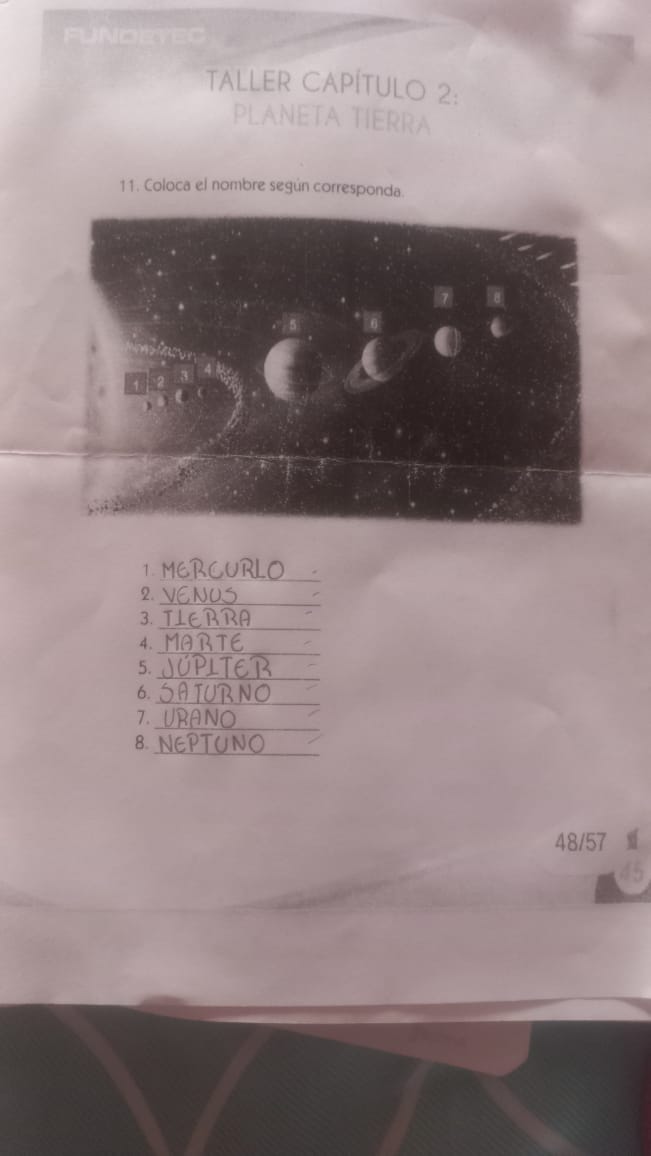 FUNDETEC
TALLER CAPÍTULO 2:
PLANETA TIERRA
11. Coloca el nombre según corresponda.
1 2 3 4 5 6 7 8
1. MERCURIO
2. VENUS
3. TIERRA
4. MARTE
5. JÚPITER
6. SATURNO
7. URANO
8. NEPTUNO
48/57
45